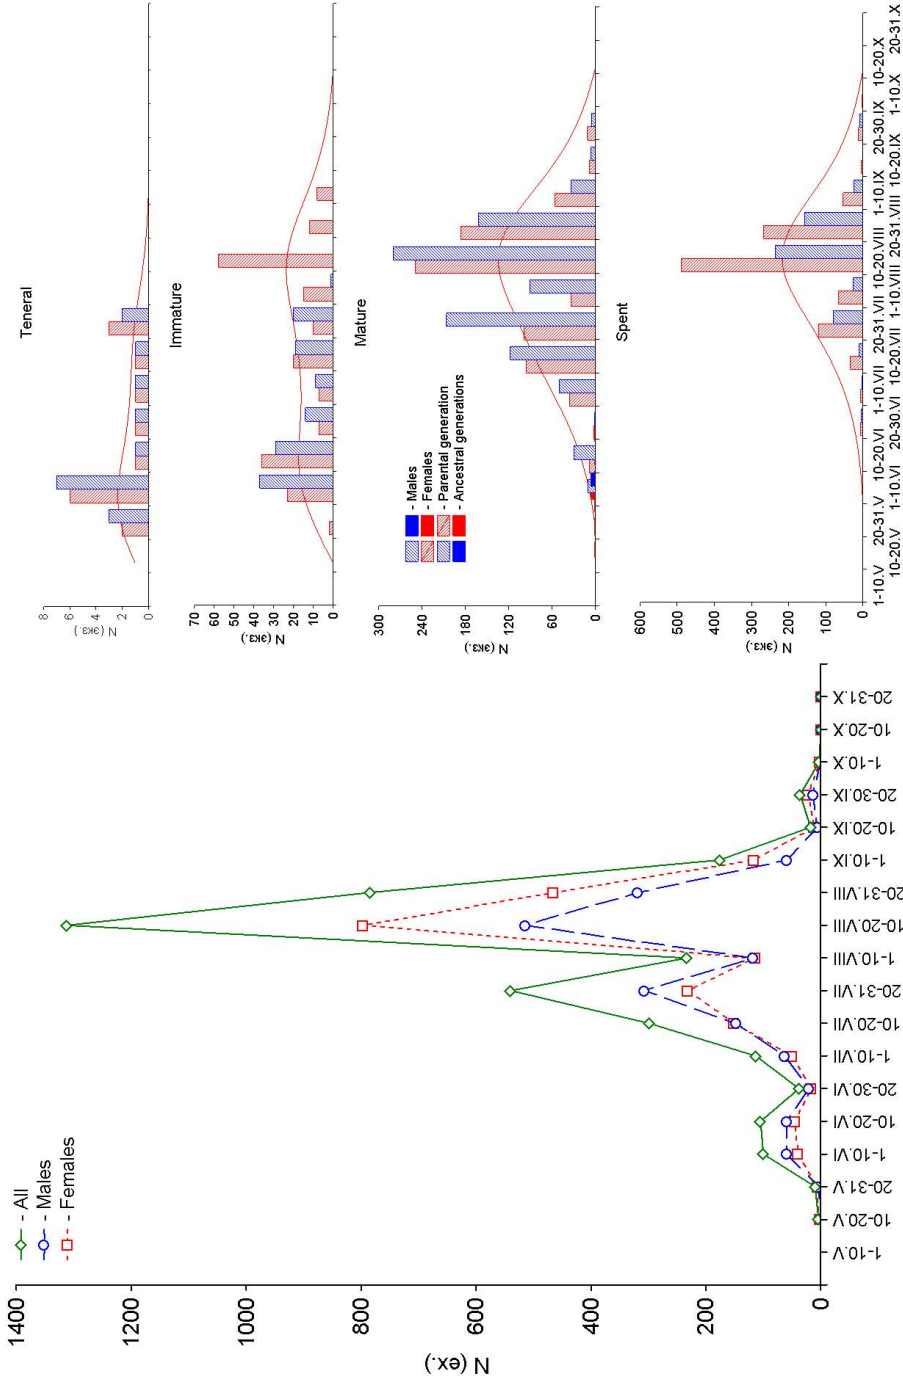 - All
- Males
- Females
N (ex.)
1400
1200
1000
800
600
400
200
0
1-10.V
10-20.V
20-31.V
1-10.VI
10-20.VI
20-30.VI
1-10.VII
10-20.VII
20-31.VII
1-10.VIII
10-20.VIII
20-31.VIII
1-10.IX
10-20.IX
20-30.IX
1-10.X
10-20.X
20-31.X
Teneral
N (экз.)
8
6
4
2
0
Immature
N (экз.)
70
60
50
40
30
20
10
0
Mature
N (экз.)
300
240
180
120
60
0
- Males
- Females
- Parental generation
- Ancestral generations
Spent
N (экз.)
600
500
400
300
200
100
0
1-10.V
10-20.V
20-31.V
1-10.VI
10-20.VI
20-30.VI
1-10.VII
10-20.VII
20-31.VII
1-10.VIII
10-20.VIII
20-31.VIII
1-10.IX
10-20.IX
20-30.IX
1-10.X
10-20.X
20-31.X